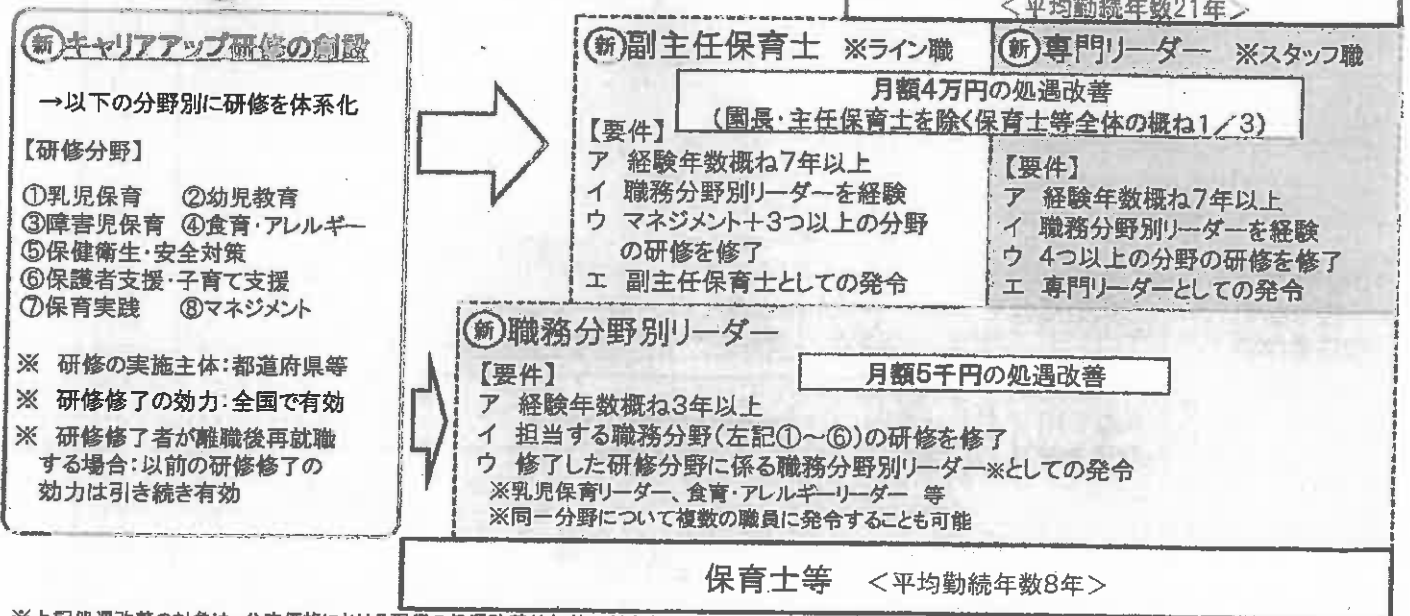 ＜平均勤続年数21年＞
新キャリアアップ研修の創設
→以下の分野別に研修を体系化
【研修分野】
①乳児保育 ②幼児教育
③障害児保育 ④食育・アレルギー
⑤保健衛生・安全対策
⑥保護者支援・子育て支援
⑦保育実践 ⑧マネジメント
※ 研修の実施主体：都道府県等
※ 研修修了の効力：全国で有効
※ 研修修了者が離職後再就職
する場合：以前の研修修了の
効力は引き続き有効
新副主任保育士 ※ライン職
新専門リーダー ※スタッフ職
月額4万円の処遇改善
（園長・主任保育士を除く保育士等全体の概ね1／3）
【要件】
ア 経験年数概ね7年以上
イ 職務分野別リーダーを経験
ウ マネジメント＋3つ以上の分野
の研修を修了
エ 副主任保育士としての発令
【要件】
ア 経験年数概ね7年以上
イ 職務分野別リーダーを経験
ウ 4つ以上の分野の研修を修了
エ 専門リーダーとしての発令
新職務分野別リーダー
月額5千円の処遇改善
【要件】
ア 経験年数概ね3年以上
イ 担当する職務分野（左記①～⑥）の研修を修了
ウ 修了した研修分野に係る職務分野別リーダー※としての発令
※乳児保育リーダー、食育・アレルギーリーダー 等
※同一分野について複数の職員に発令することも可能
保育士等 ＜平均勤続年数8年＞